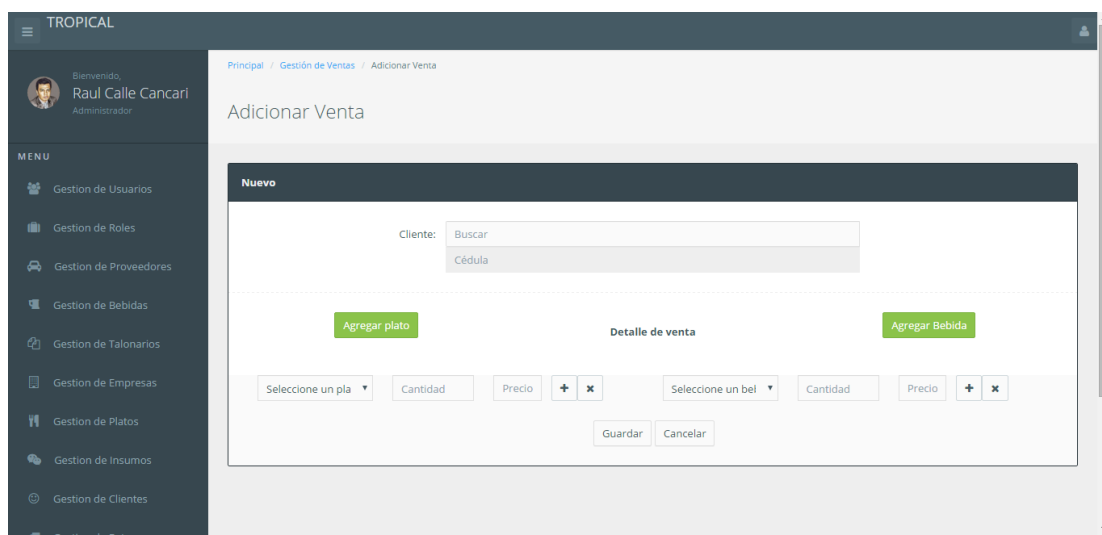 TROPICAL
Bienvenido,
Raul Calle Cancari
Administrador
MENU
Gestion de Usuarios
Gestion de Roles
Gestion de Proveedores
Gestion de Bebidas
Gestion de Talonarios
Gestion de Empresas
Gestion de Platos
Gestion de Insumos
Gestion de Clientes
Principal / Gestión de Ventas / Adicionar Venta
Adicionar Venta
Nuevo
Cliente: Buscar
Cédula
Agregar plato Detalle de venta Agregar Bebida
Seleccione un pla Cantidad Precio Seleccione un bel Cantidad Precio
Guardar Cancelar